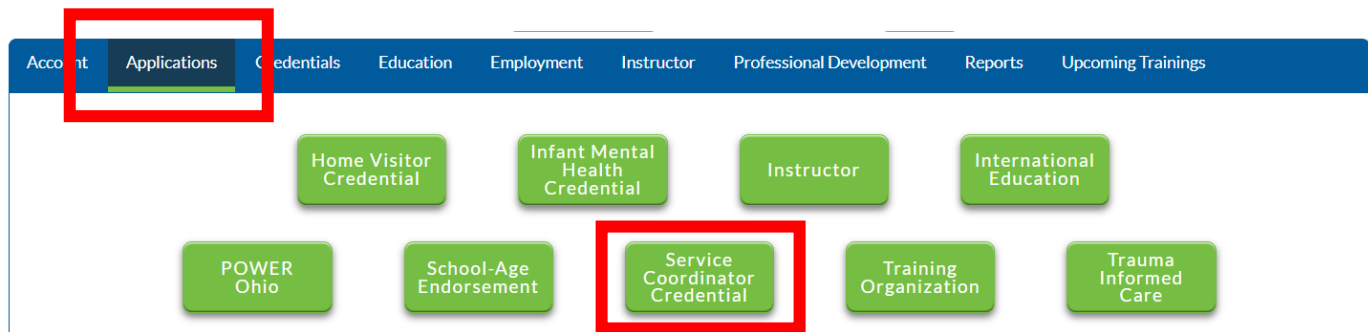 Account Applications Credentials Education Employment Instructor Professional Development Reports Upcoming Trainings
Home Visitor
Credential
Infant Mental
Health
Credential
Instructor
International
Education
POWER
Ohio
School-Age
Endorsement
Service
Coordinator
Credential
Training
Organization
Trauma
Informed
Care